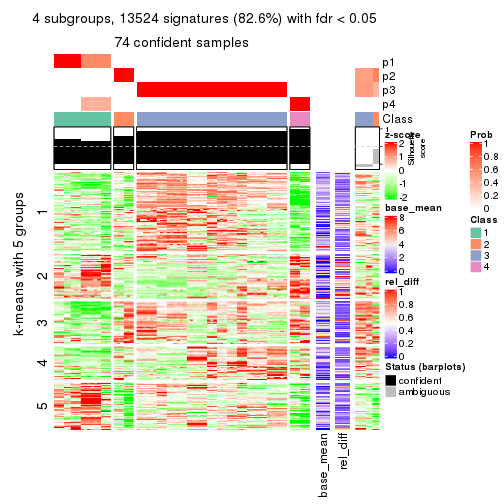 4 subgroups, 13524 signatures (82.6%) with fdr < 0.05
74 confident samples
p1
p2
p3
p4
Class
1
Silhouette
score
z-score
2
1
0
-1
-2
base_mean
8
6
4
2
0
rel_diff
1
0.8
0.6
0.4
0.2
0
Status (barplots)
confident
ambiguous
Prob
1
0.8
0.6
0.4
0.2
0
Class
1
2
3
4
k-means with 5 groups
1
2
3
4
5
base_mean
rel_diff